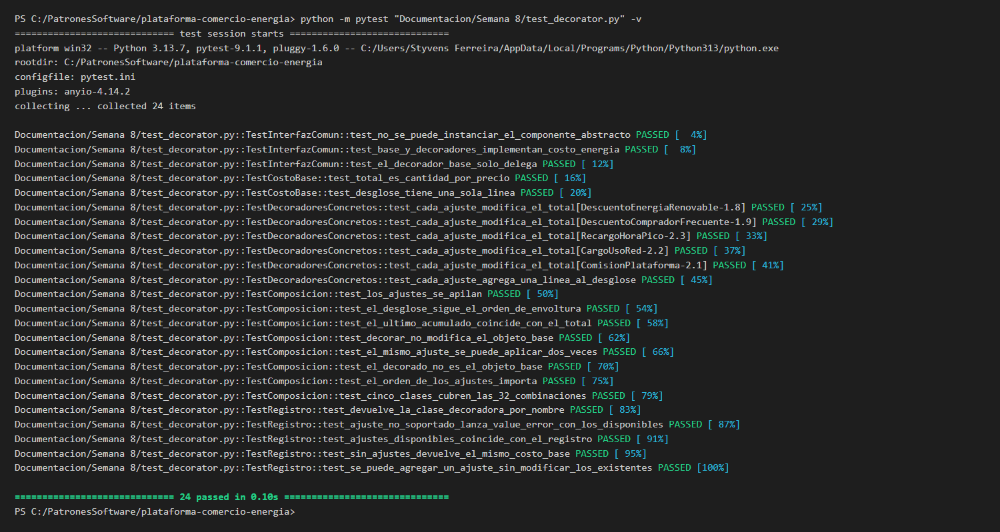 PS C:/PatronesSoftware/plataforma-comercio-energia> python -m pytest "Documentacion/Semana 8/test_decorator.py" -v
============================= test session starts =============================
platform win32 -- Python 3.13.7, pytest-9.1.1, pluggy-1.6.0 -- C:/Users/Styvens Ferreira/AppData/Local/Programs/Python/Python313/python.exe
rootdir: C:/PatronesSoftware/plataforma-comercio-energia
configfile: pytest.ini
plugins: anyio-4.14.2
collecting ... collected 24 items
Documentacion/Semana 8/test_decorator.py::TestInterfazComun::test_no_se_puede_instanciar_el_componente_abstracto PASSED [  4%]
Documentacion/Semana 8/test_decorator.py::TestInterfazComun::test_base_y_decoradores_implementan_costo_energia PASSED [  8%]
Documentacion/Semana 8/test_decorator.py::TestInterfazComun::test_el_decorador_base_solo_delega PASSED [ 12%]
Documentacion/Semana 8/test_decorator.py::TestCostoBase::test_total_es_cantidad_por_precio PASSED [ 16%]
Documentacion/Semana 8/test_decorator.py::TestCostoBase::test_desglose_tiene_una_sola_linea PASSED [ 20%]
Documentacion/Semana 8/test_decorator.py::TestDecoradoresConcretos::test_cada_ajuste_modifica_el_total[DescuentoEnergiaRenovable-1.8] PASSED [ 25%]
Documentacion/Semana 8/test_decorator.py::TestDecoradoresConcretos::test_cada_ajuste_modifica_el_total[DescuentoCompradorFrecuente-1.9] PASSED [ 29%]
Documentacion/Semana 8/test_decorator.py::TestDecoradoresConcretos::test_cada_ajuste_modifica_el_total[RecargoHoraPico-2.3] PASSED [ 33%]
Documentacion/Semana 8/test_decorator.py::TestDecoradoresConcretos::test_cada_ajuste_modifica_el_total[CargoUsoRed-2.2] PASSED [ 37%]
Documentacion/Semana 8/test_decorator.py::TestDecoradoresConcretos::test_cada_ajuste_modifica_el_total[ComisionPlataforma-2.1] PASSED [ 41%]
Documentacion/Semana 8/test_decorator.py::TestDecoradoresConcretos::test_cada_ajuste_agrega_una_linea_al_desglose PASSED [ 45%]
Documentacion/Semana 8/test_decorator.py::TestComposicion::test_los_ajustes_se_apilan PASSED [ 50%]
Documentacion/Semana 8/test_decorator.py::TestComposicion::test_el_desglose_sigue_el_orden_de_envoltura PASSED [ 54%]
Documentacion/Semana 8/test_decorator.py::TestComposicion::test_el_ultimo_acumulado_coincide_con_el_total PASSED [ 58%]
Documentacion/Semana 8/test_decorator.py::TestComposicion::test_decorar_no_modifica_el_objeto_base PASSED [ 62%]
Documentacion/Semana 8/test_decorator.py::TestComposicion::test_el_mismo_ajuste_se_puede_aplicar_dos_veces PASSED [ 66%]
Documentacion/Semana 8/test_decorator.py::TestComposicion::test_el_decorado_no_es_el_objeto_base PASSED [ 70%]
Documentacion/Semana 8/test_decorator.py::TestComposicion::test_el_orden_de_los_ajustes_importa PASSED [ 75%]
Documentacion/Semana 8/test_decorator.py::TestComposicion::test_cinco_clases_cubren_las_32_combinaciones PASSED [ 79%]
Documentacion/Semana 8/test_decorator.py::TestRegistro::test_devuelve_la_clase_decoradora_por_nombre PASSED [ 83%]
Documentacion/Semana 8/test_decorator.py::TestRegistro::test_ajuste_no_soportado_lanza_value_error_con_los_disponibles PASSED [ 87%]
Documentacion/Semana 8/test_decorator.py::TestRegistro::test_ajustes_disponibles_coincide_con_el_registro PASSED [ 91%]
Documentacion/Semana 8/test_decorator.py::TestRegistro::test_sin_ajustes_devuelve_el_mismo_costo_base PASSED [ 95%]
Documentacion/Semana 8/test_decorator.py::TestRegistro::test_se_puede_agregar_un_ajuste_sin_modificar_los_existentes PASSED [100%]
============================= 24 passed in 0.10s ==============================
PS C:/PatronesSoftware/plataforma-comercio-energia>